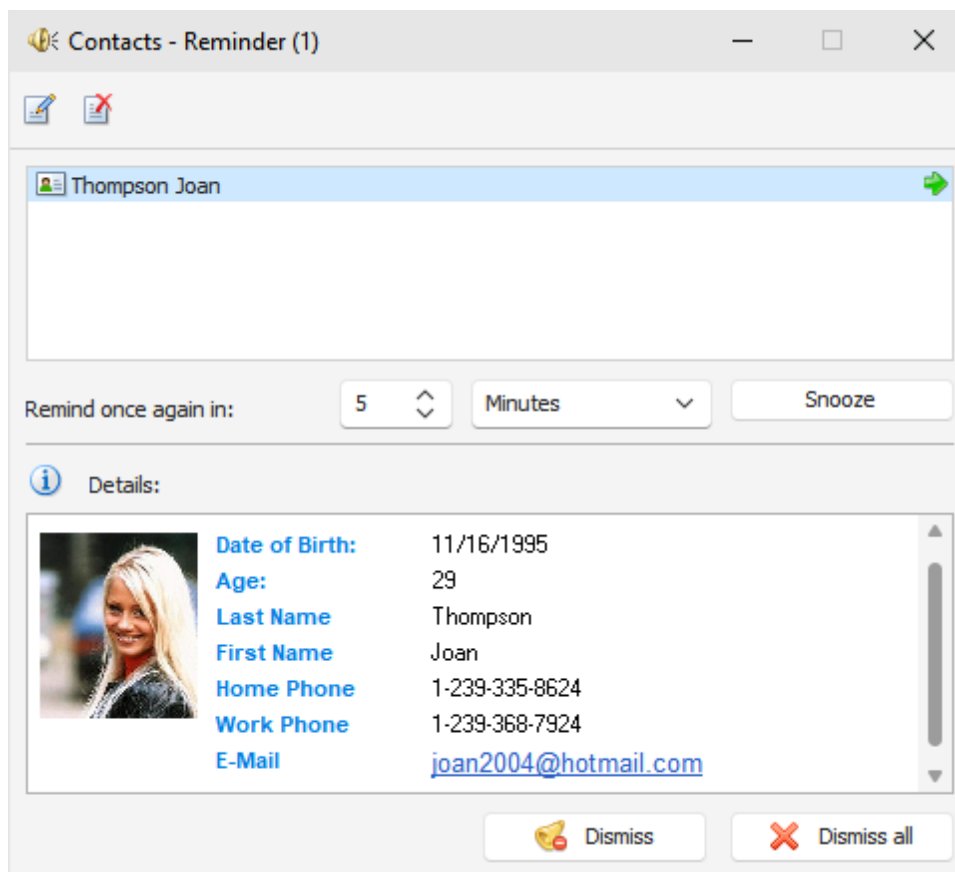 Contacts - Reminder (1)
Thompson Joan
Remind once again in: 5 Minutes Snooze
Details:
Date of Birth: 11/16/1995
Age: 29
Last Name Thompson
First Name Joan
Home Phone 1-239-335-8624
Work Phone 1-239-368-7924
E-Mail joan2004@hotmail.com
Dismiss Dismiss all